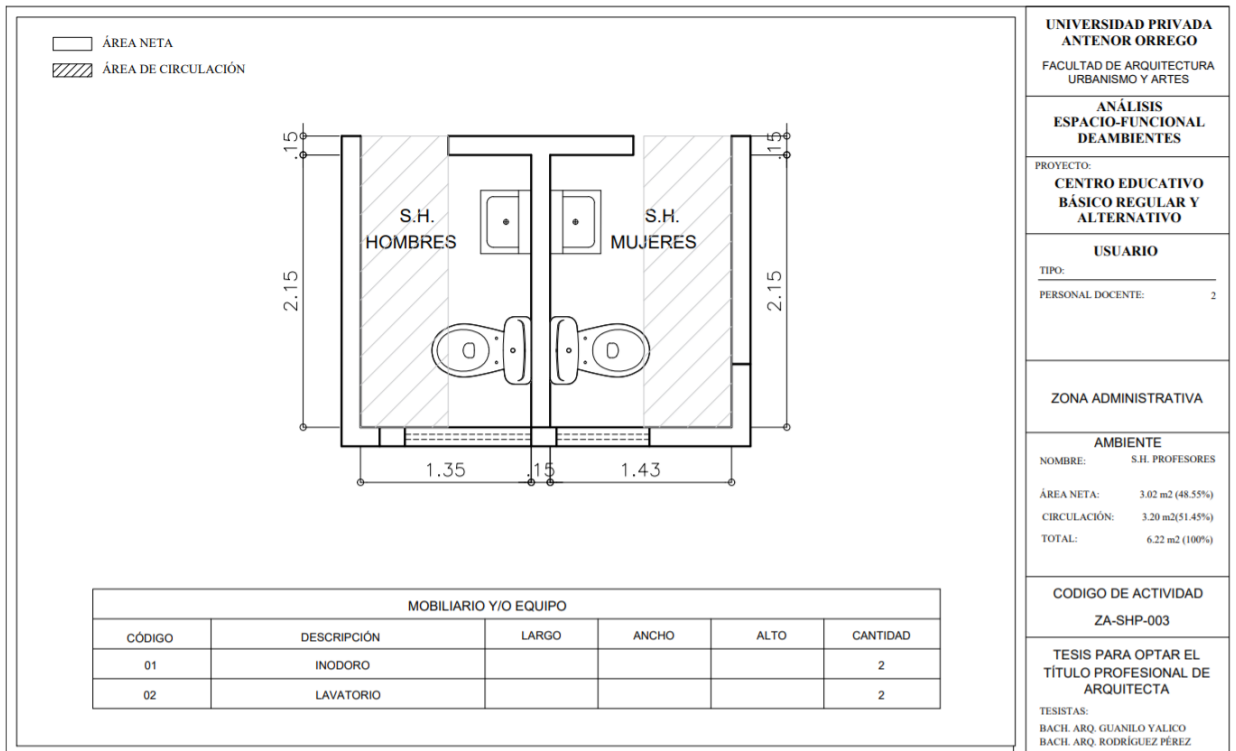 ÁREA NETA
ÁREA DE CIRCULACIÓN
.15
.15
S.H.
HOMBRES
S.H.
MUJERES
2.15
2.15
1.35
.15
1.43
MOBILIARIO Y/O EQUIPO
CÓDIGO DESCRIPCIÓN LARGO ANCHO ALTO CANTIDAD
01 INODORO 2
02 LAVATORIO 2
UNIVERSIDAD PRIVADA
ANTENOR ORREGO
FACULTAD DE ARQUITECTURA
URBANISMO Y ARTES
ANÁLISIS
ESPACIO-FUNCIONAL
DEAMBIENTES
PROYECTO:
CENTRO EDUCATIVO
BÁSICO REGULAR Y
ALTERNATIVO
USUARIO
TIPO:
PERSONAL DOCENTE: 2
ZONA ADMINISTRATIVA
AMBIENTE
NOMBRE: S.H. PROFESORES
ÁREA NETA: 3.02 m2 (48.55%)
CIRCULACIÓN: 3.20 m2(51.45%)
TOTAL: 6.22 m2 (100%)
CODIGO DE ACTIVIDAD
ZA-SHP-003
TESIS PARA OPTAR EL
TÍTULO PROFESIONAL DE
ARQUITECTA
TESISTAS:
BACH. ARQ. GUANILO YALICO
BACH. ARQ. RODRÍGUEZ PÉREZ